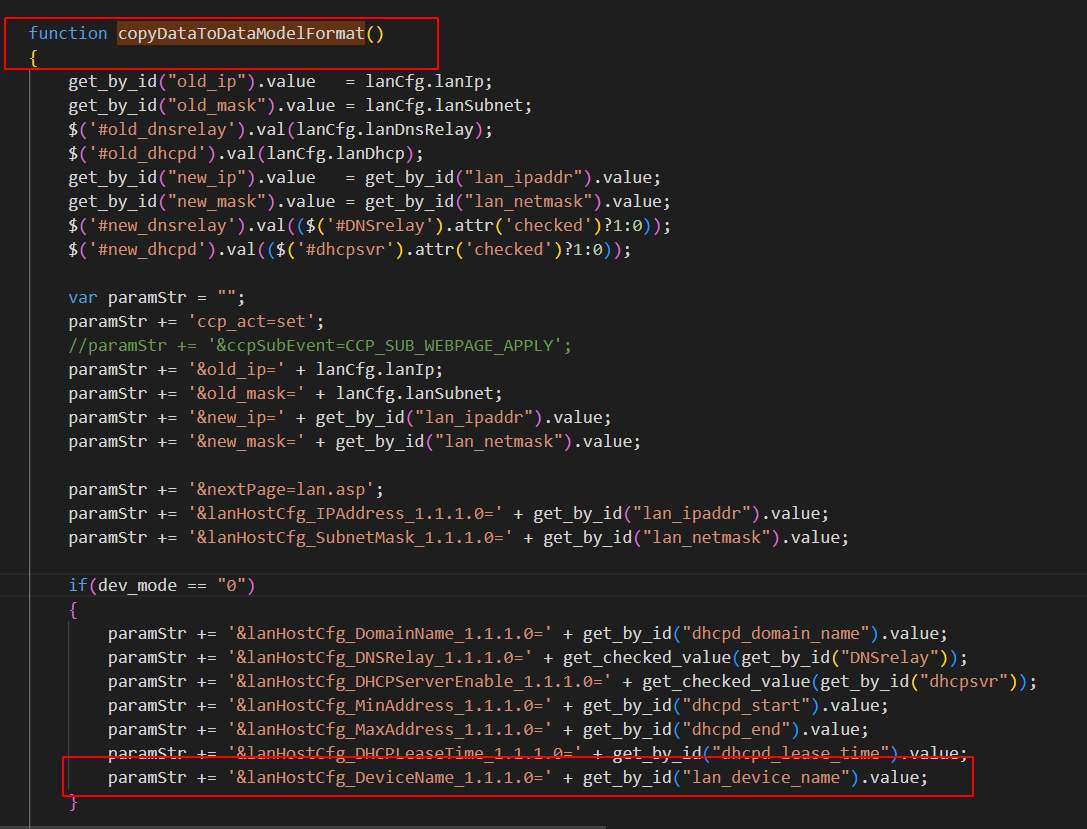 function copyDataToDataModelFormat()
{
get_by_id("old_ip").value   = lanCfg.lanIp;
get_by_id("old_mask").value = lanCfg.lanSubnet;
$('#old_dnsrelay').val(lanCfg.lanDnsRelay);
$('#old_dhcpd').val(lanCfg.lanDhcp);
get_by_id("new_ip").value   = get_by_id("lan_ipaddr").value;
get_by_id("new_mask").value = get_by_id("lan_netmask").value;
$('#new_dnsrelay').val(($('#DNSrelay').attr('checked')?1:0));
$('#new_dhcpd').val(($('#dhcpsvr').attr('checked')?1:0));
var paramStr = "";
paramStr += 'ccp_act=set';
//paramStr += '&ccpSubEvent=CCP_SUB_WEBPAGE_APPLY';
paramStr += '&old_ip=' + lanCfg.lanIp;
paramStr += '&old_mask=' + lanCfg.lanSubnet;
paramStr += '&new_ip=' + get_by_id("lan_ipaddr").value;
paramStr += '&new_mask=' + get_by_id("lan_netmask").value;
paramStr += '&nextPage=lan.asp';
paramStr += '&lanHostCfg_IPAddress_1.1.1.0=' + get_by_id("lan_ipaddr").value;
paramStr += '&lanHostCfg_SubnetMask_1.1.1.0=' + get_by_id("lan_netmask").value;
if(dev_mode == "0")
{
paramStr += '&lanHostCfg_DomainName_1.1.1.0=' + get_by_id("dhcpd_domain_name").value;
paramStr += '&lanHostCfg_DNSRelay_1.1.1.0=' + get_checked_value(get_by_id("DNSrelay"));
paramStr += '&lanHostCfg_DHCPServerEnable_1.1.1.0=' + get_checked_value(get_by_id("dhcpsvr"));
paramStr += '&lanHostCfg_MinAddress_1.1.1.0=' + get_by_id("dhcpd_start").value;
paramStr += '&lanHostCfg_MaxAddress_1.1.1.0=' + get_by_id("dhcpd_end").value;
paramStr += '&lanHostCfg_DHCPLeaseTime_1.1.1.0=' + get_by_id("dhcpd_lease_time").value;
paramStr += '&lanHostCfg_DeviceName_1.1.1.0=' + get_by_id("lan_device_name").value;
}